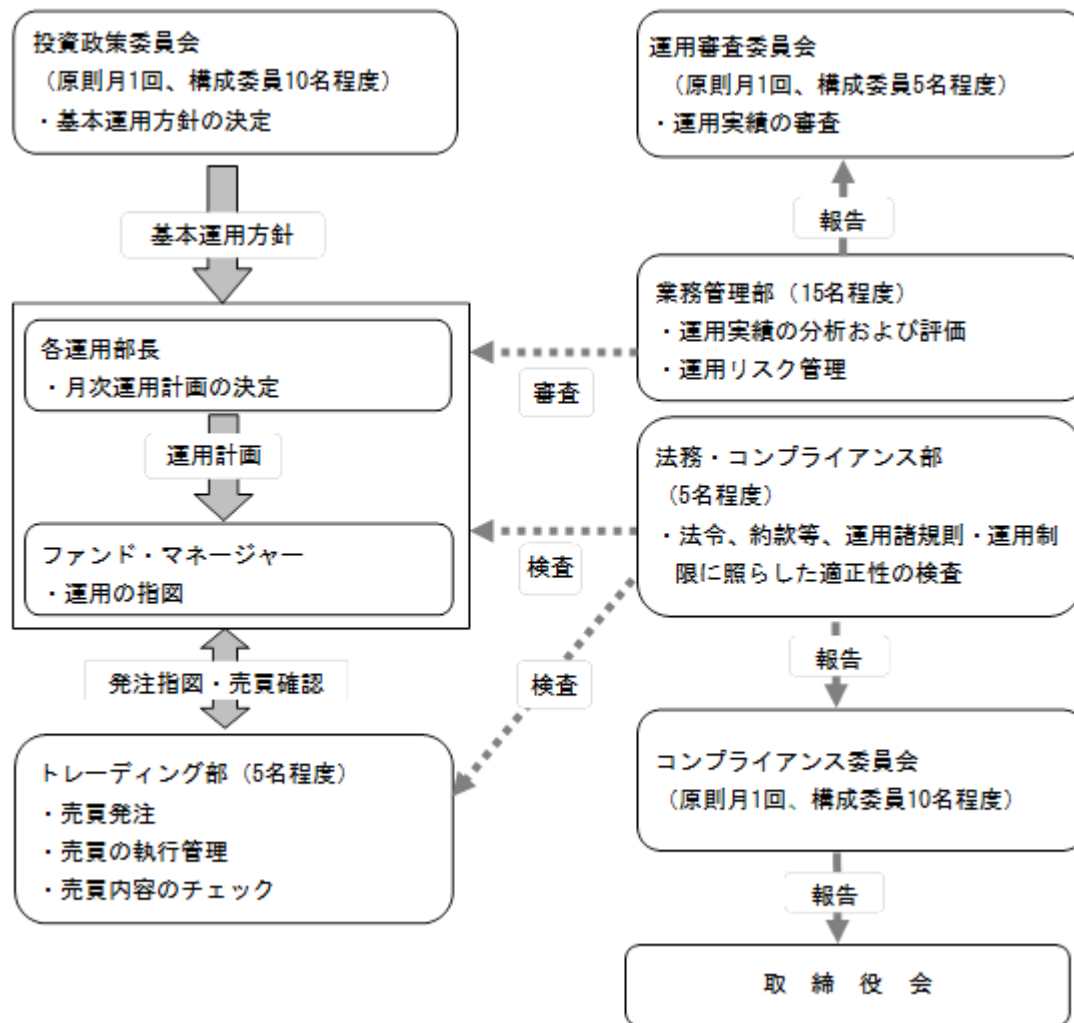 投資政策委員会
（原則月1回、構成委員10名程度）
・基本運用方針の決定
基本運用方針
各運用部長
・月次運用計画の決定
運用計画
ファンド・マネージャー
・運用の指図
発注指図・売買確認
トレーディング部（5名程度）
・売買発注
・売買の執行管理
・売買内容のチェック
運用審査委員会
（原則月1回、構成委員5名程度）
・運用実績の審査
報告
業務管理部（15名程度）
・運用実績の分析および評価
・運用リスク管理
審査
法務・コンプライアンス部
（5名程度）
・法令、約款等、運用諸規則・運用制
限に照らした適正性の検査
検査
検査
報告
コンプライアンス委員会
（原則月1回、構成委員10名程度）
報告
取　締　役　会